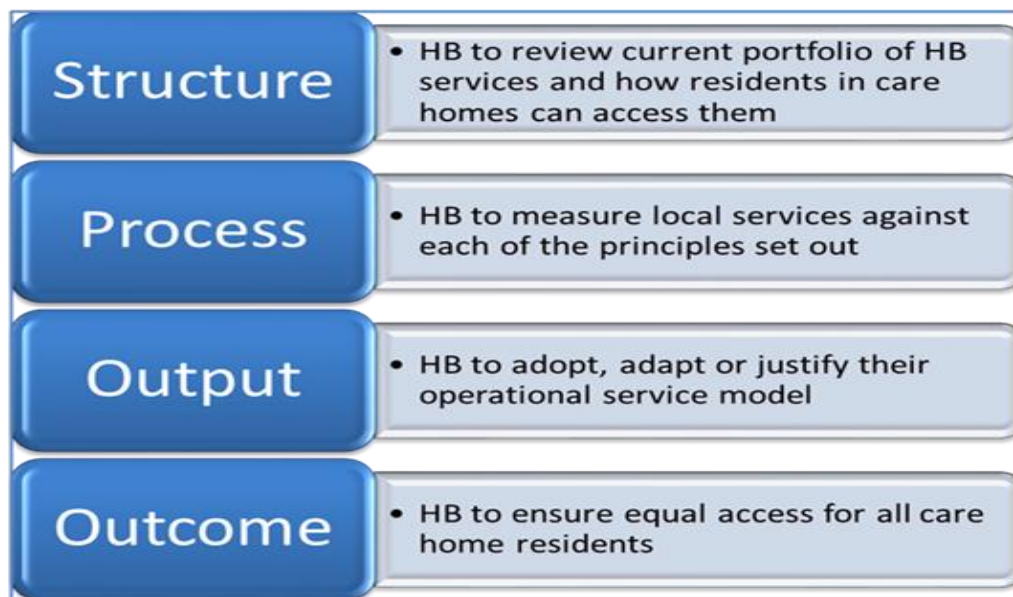 Structure
• HB to review current portfolio of HB
services and how residents in care
homes can access them
Process
• HB to measure local services against
each of the principles set out
Output
• HB to adopt, adapt or justify their
operational service model
Outcome
• HB to ensure equal access for all care
home residents